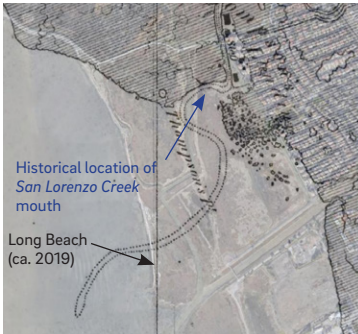 Historical location of
San Lorenzo Creek
mouth
Long Beach
(ca. 2019)